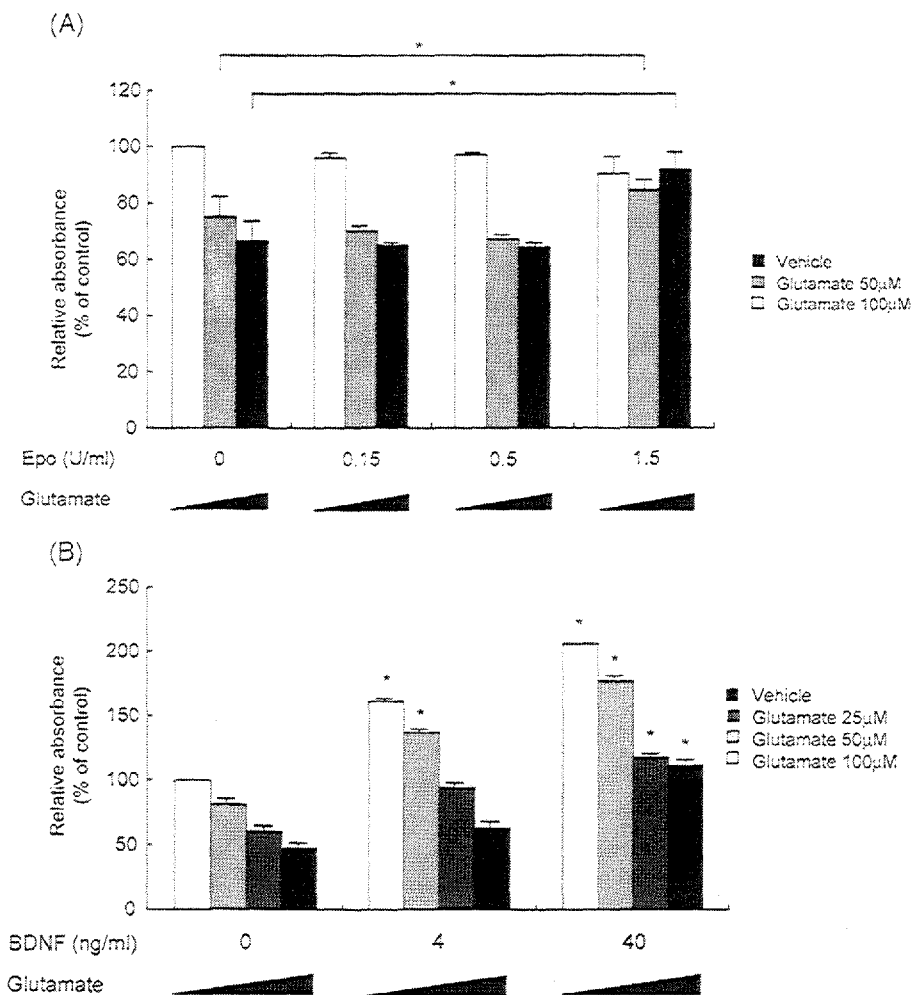 (A)
*
*
120
100
80
60
40
20
0
Relative absorbance
(% of control)
Vehicle
Glutamate 50μM
Glutamate 100μM
Epo (U/ml) 0 0.15 0.5 1.5
Glutamate
(B)
250
200
150
100
50
0
Relative absorbance
(% of control)
* * * * * *
Vehicle
Glutamate 25μM
Glutamate 50μM
Glutamate 100μM
BDNF (ng/ml) 0 4 40
Glutamate